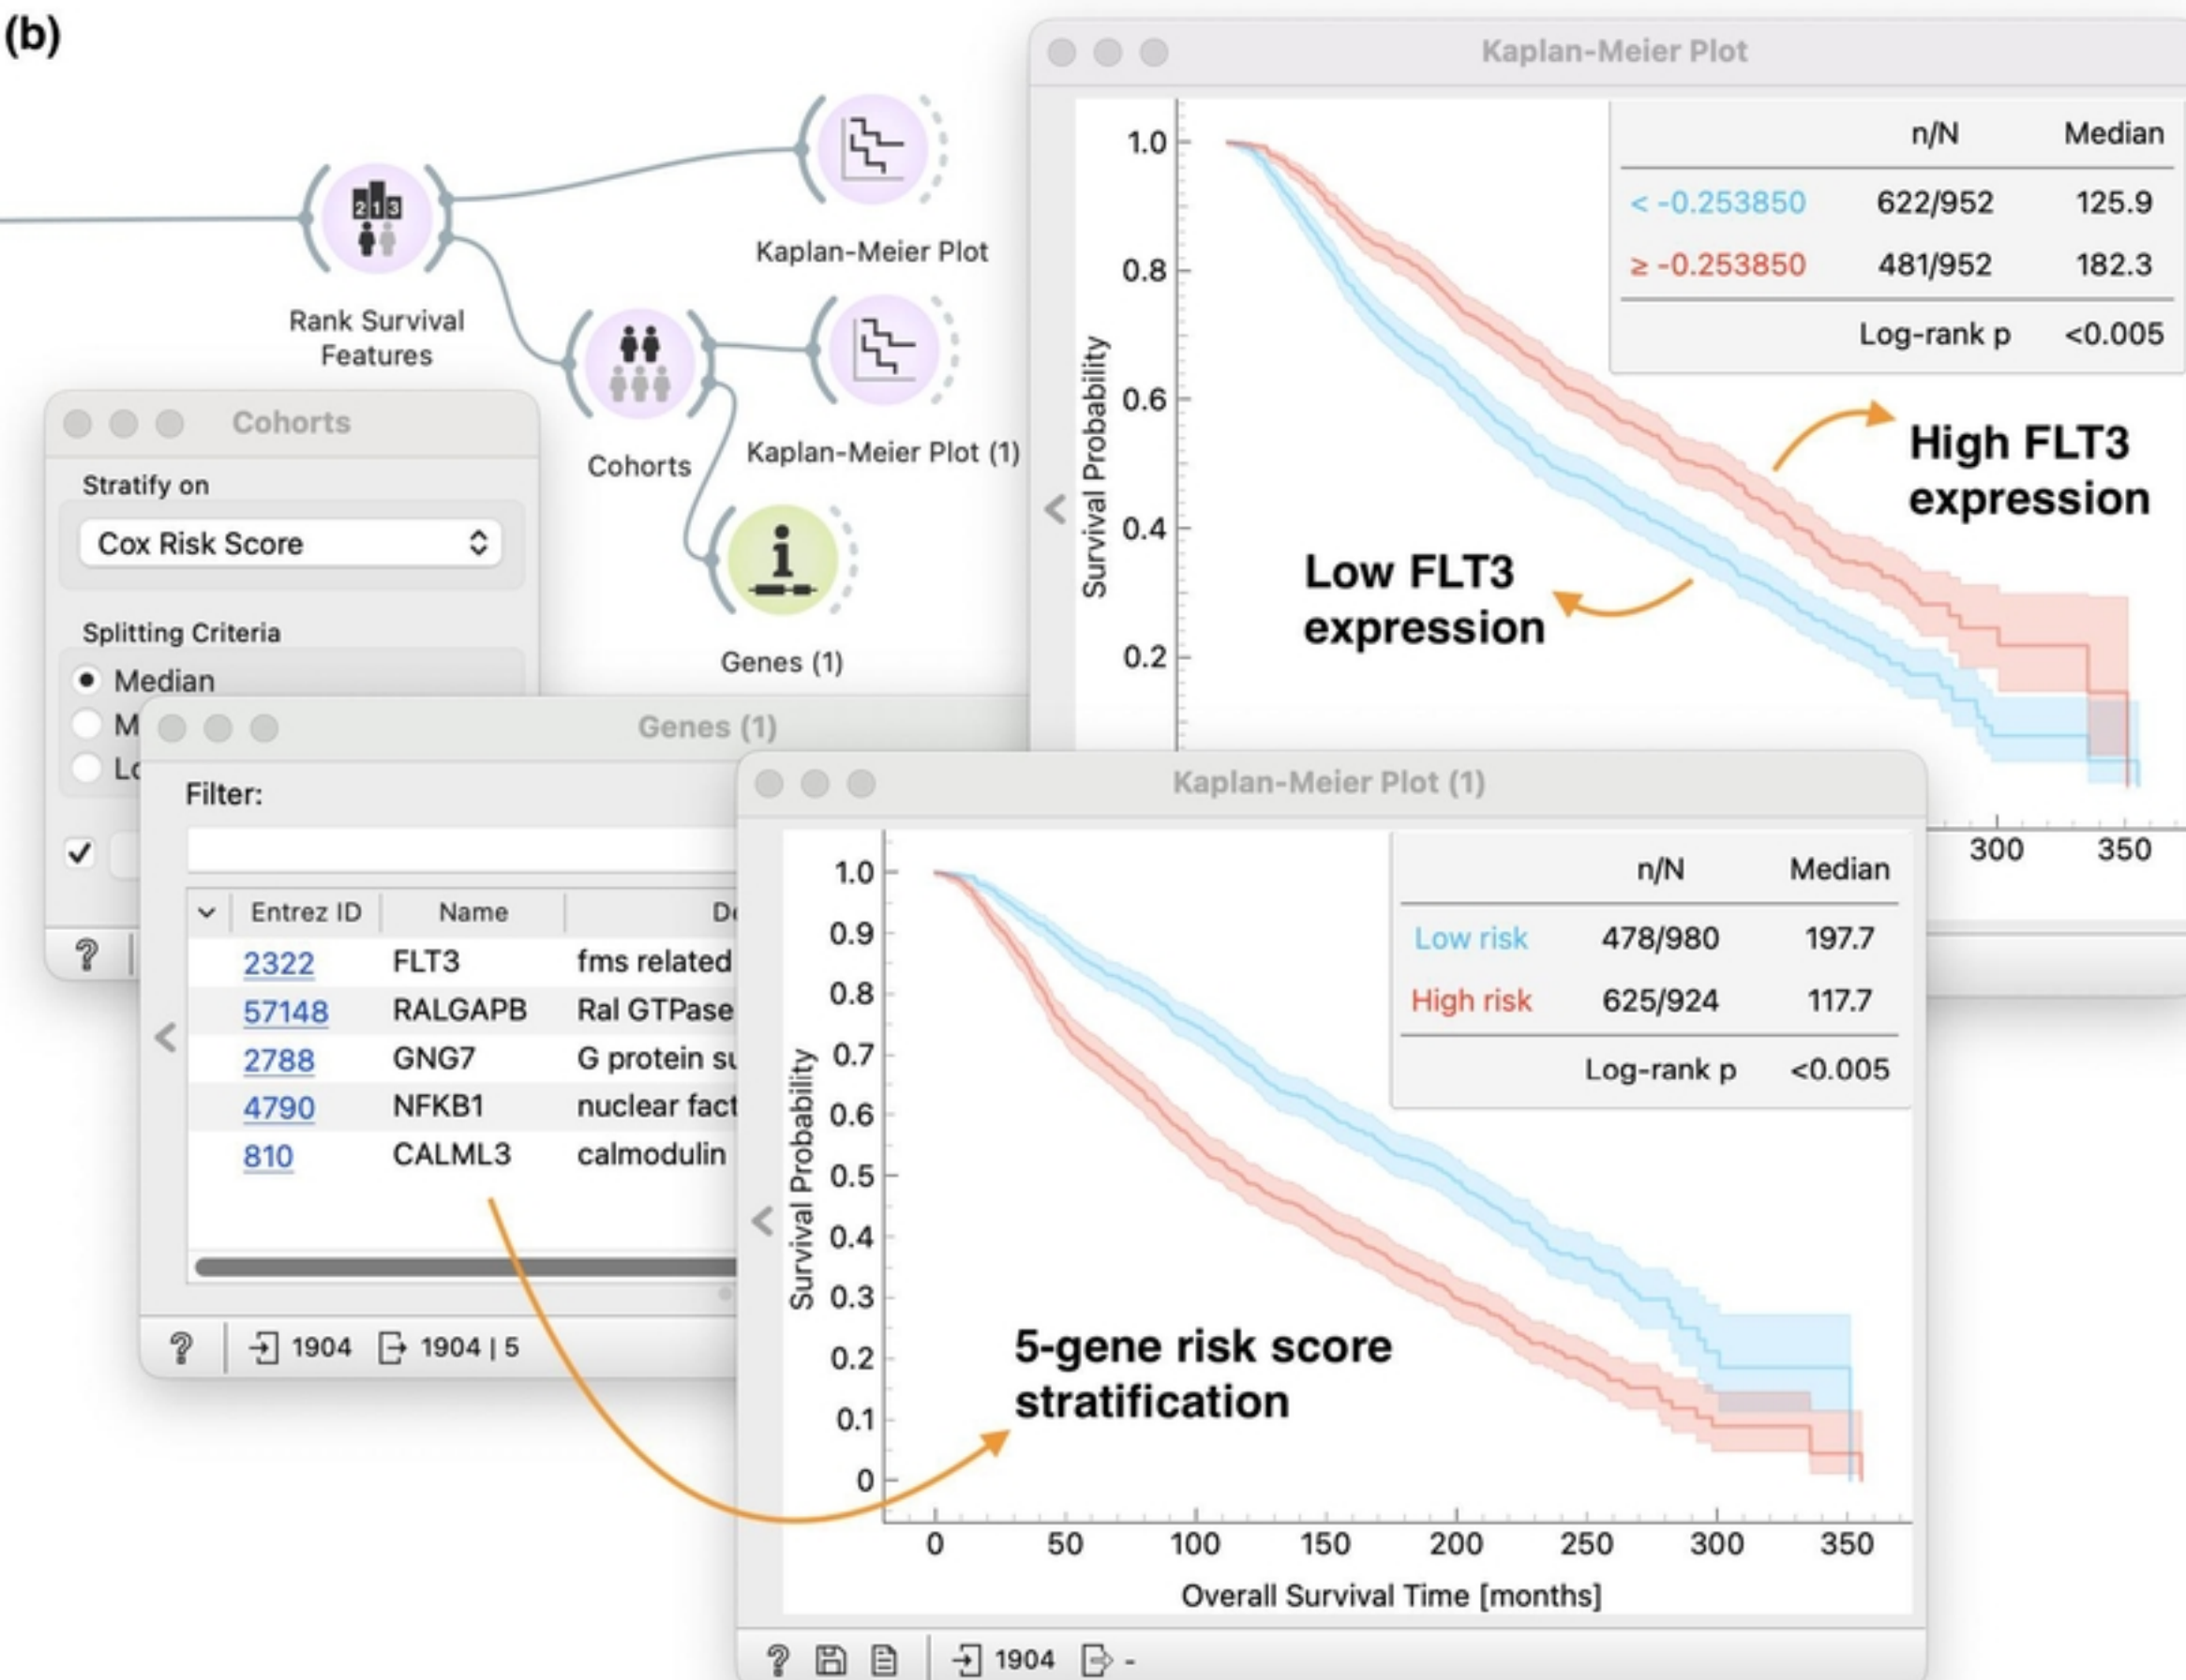 (b)
Rank Survival
Features
Kaplan-Meier Plot
Cohorts
Kaplan-Meier Plot (1)
Genes (1)
Kaplan-Meier Plot
n/N Median
< -0.253850 622/952 125.9
≥ -0.253850 481/952 182.3
Log-rank p <0.005
Survival Probability
1.0
0.8
0.6
0.4
0.2
High FLT3
expression
Low FLT3
expression
300 350
Cohorts
Stratify on
Cox Risk Score
Splitting Criteria
Median
M
Lo
?
Genes (1)
Filter:
Entrez ID Name De
2322 FLT3 fms related
57148 RALGAPB Ral GTPase
2788 GNG7 G protein su
4790 NFKB1 nuclear fact
810 CALML3 calmodulin
? 1904 1904 | 5
Kaplan-Meier Plot (1)
n/N Median
Low risk 478/980 197.7
High risk 625/924 117.7
Log-rank p <0.005
Survival Probability
1.0
0.9
0.8
0.7
0.6
0.5
0.4
0.3
0.2
0.1
0
5-gene risk score
stratification
0 50 100 150 200 250 300 350
Overall Survival Time [months]
? 1904 -